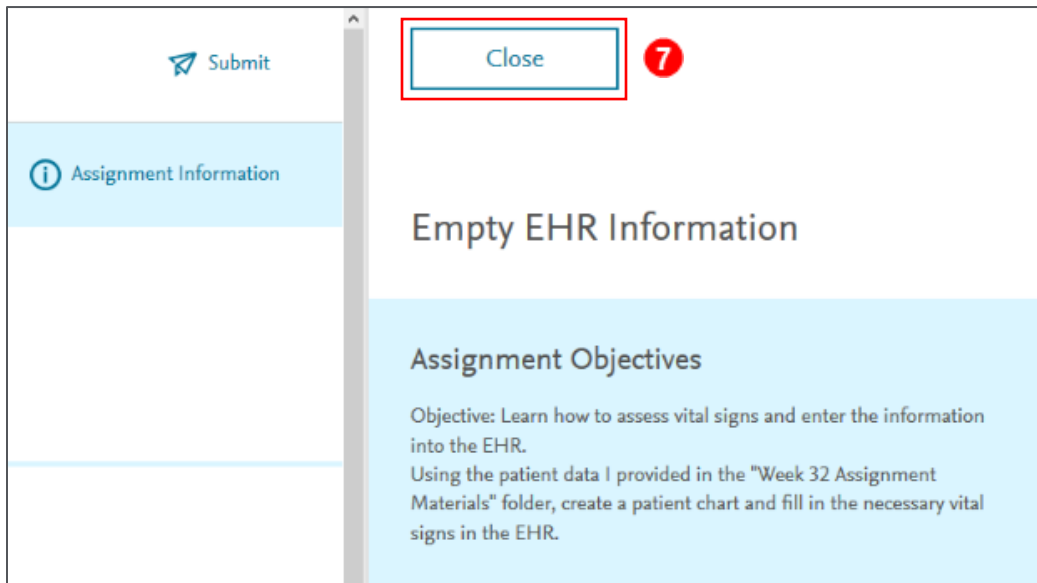 Submit
Close
7
Assignment Information
Empty EHR Information
Assignment Objectives
Objective: Learn how to assess vital signs and enter the information
into the EHR.
Using the patient data I provided in the "Week 32 Assignment
Materials" folder, create a patient chart and fill in the necessary vital
signs in the EHR.